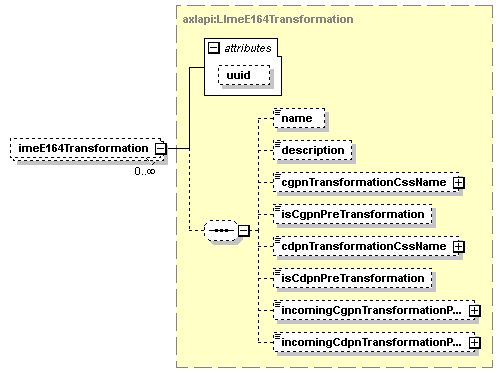 axlapi:LImeE164Transformation
attributes
uuid
imeE164Transformation
0..∞
name
description
cgpnTransformationCssName
isCgpnPreTransformation
cdpnTransformationCssName
isCdpnPreTransformation
incomingCgpnTransformationP...
incomingCdpnTransformationP...